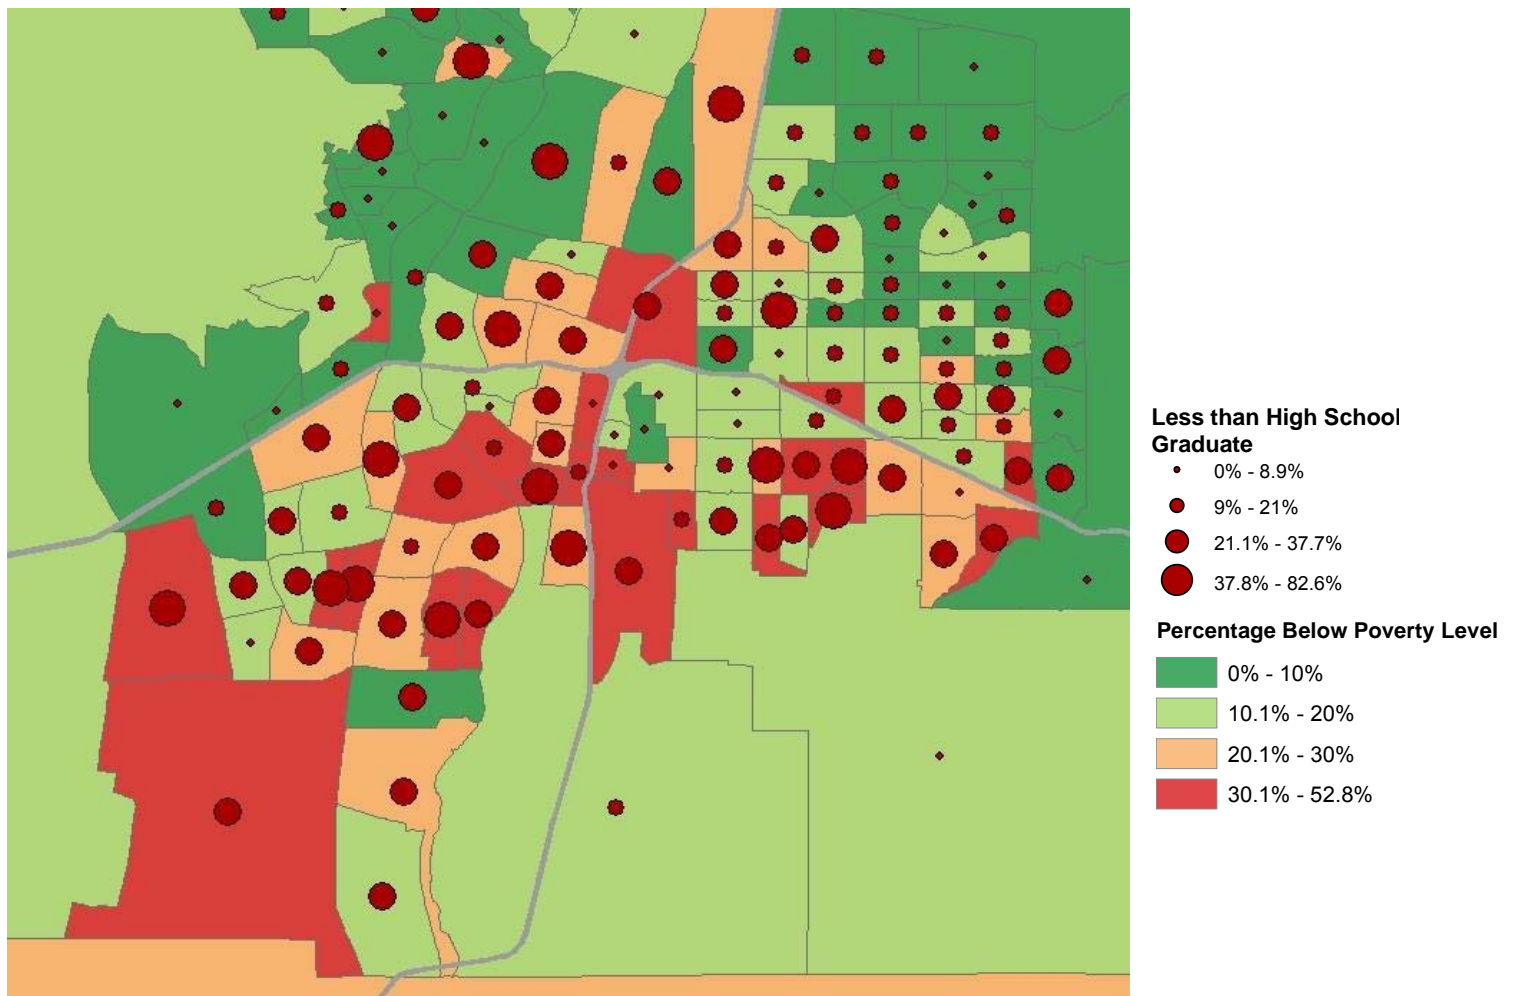 Less than High School
Graduate
0% - 8.9%
9% - 21%
21.1% - 37.7%
37.8% - 82.6%
Percentage Below Poverty Level
0% - 10%
10.1% - 20%
20.1% - 30%
30.1% - 52.8%